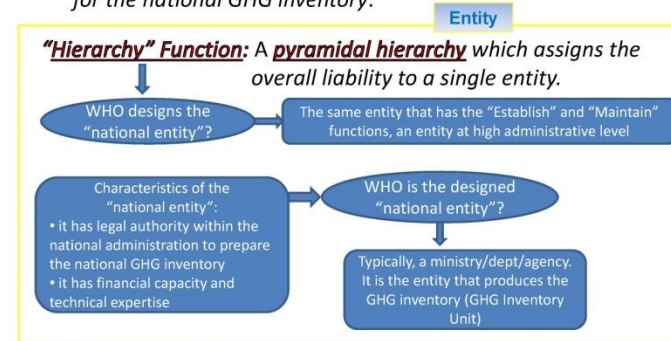 for the national GHG inventory.
Entity
“Hierarchy” Function: A pyramidal hierarchy which assigns the
overall liability to a single entity.
WHO designs the
“national entity”?
The same entity that has the “Establish” and “Maintain”
functions, an entity at high administrative level
Characteristics of the
“national entity”:
• it has legal authority within the
national administration to prepare
the national GHG inventory
• it has financial capacity and
technical expertise
WHO is the designed
“national entity”?
Typically, a ministry/dept/agency.
It is the entity that produces the
GHG inventory (GHG Inventory
Unit)